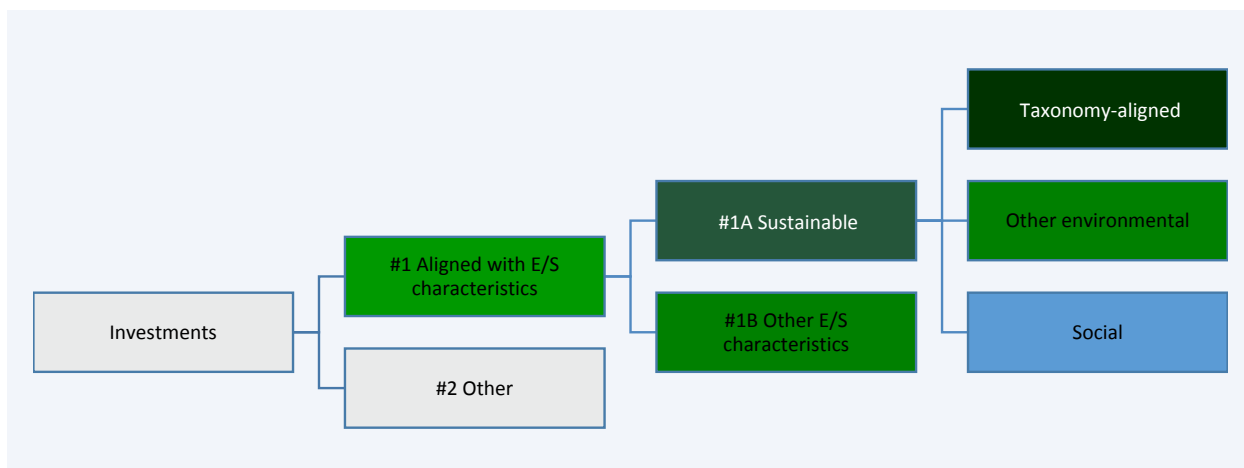 Taxonomy-aligned
#1A Sustainable
Other environmental
#1 Aligned with E/S
characteristics
Investments
#1B Other E/S
characteristics
Social
#2 Other